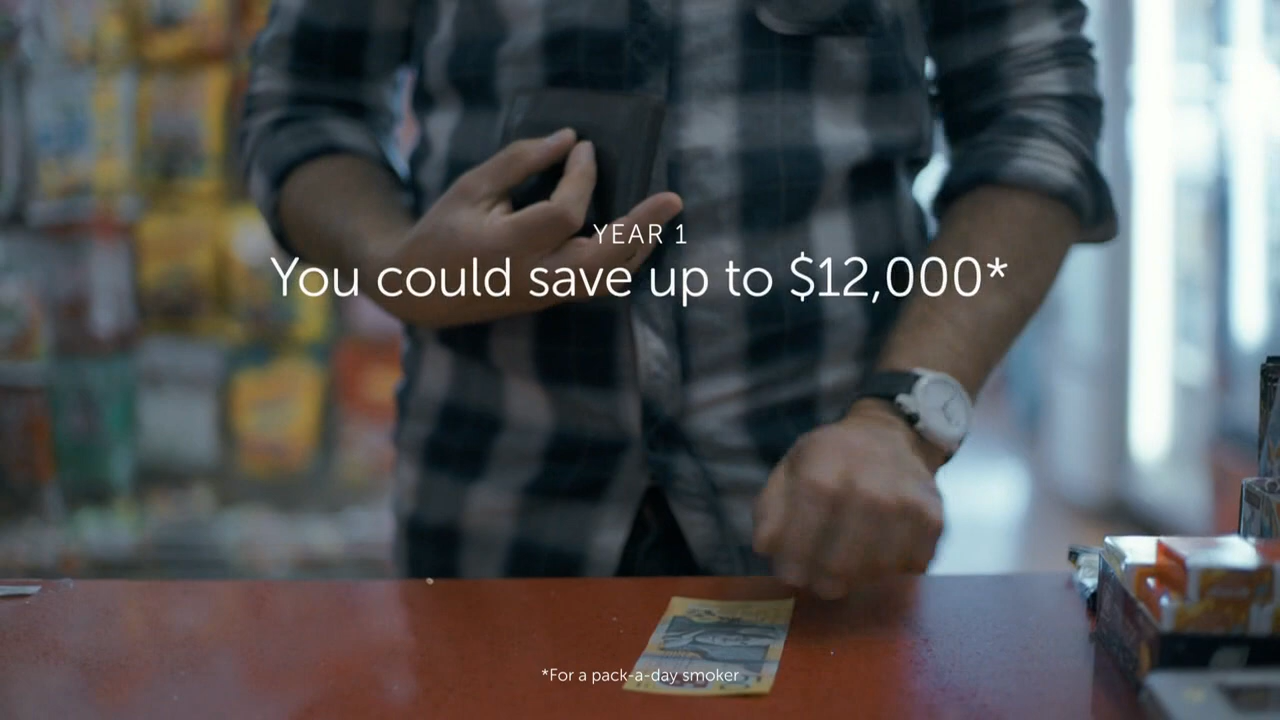 YEAR 1
You could save up to $12,000*
*For a pack-a-day smoker